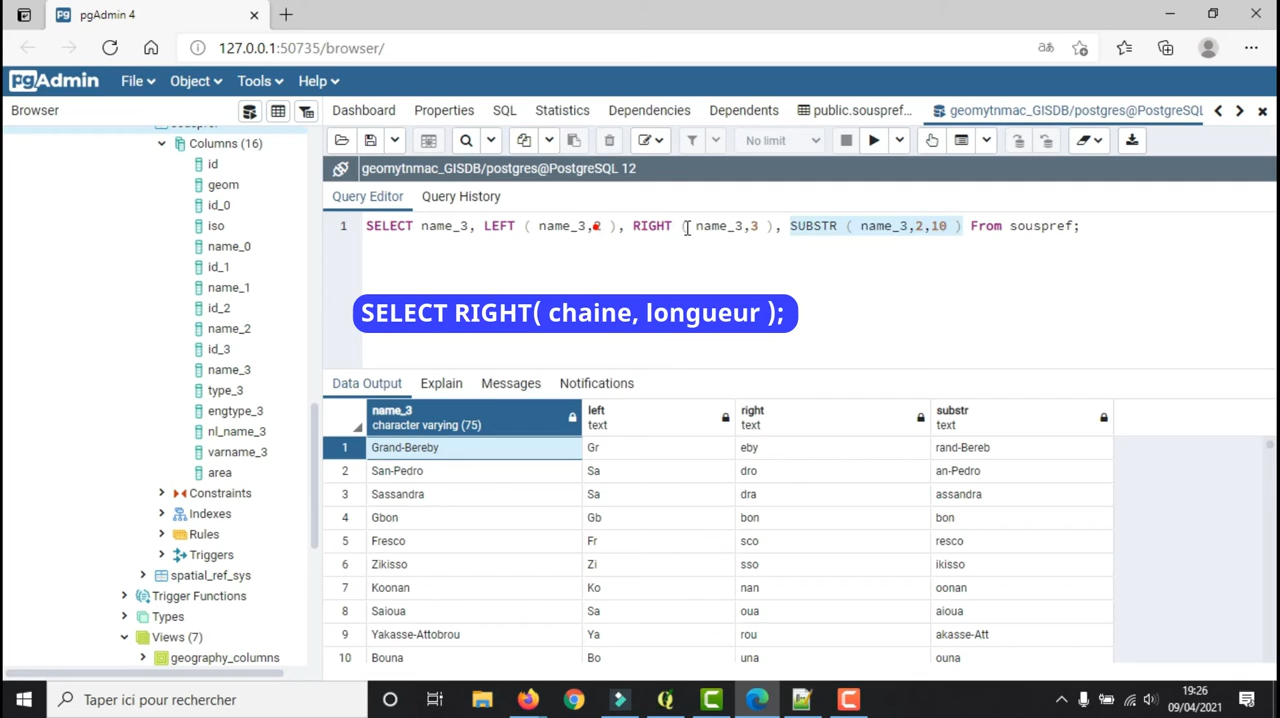 pgAdmin 4
127.0.0.1:50735/browser/
pgAdmin File Object Tools Help
Browser
Dashboard Properties SQL Statistics Dependencies Dependents public.souspref... geomytnmac_GISDB/postgres@PostgreSQL
No limit
geomytnmac_GISDB/postgres@PostgreSQL 12
Query Editor Query History
1 SELECT name_3, LEFT ( name_3,2 ), RIGHT ( name_3,3 ), SUBSTR ( name_3,2,10 ) From souspref;
SELECT RIGHT( chaine, longueur );
souspref
Columns (16)
id
geom
id_0
iso
name_0
id_1
name_1
id_2
name_2
id_3
name_3
type_3
engtype_3
nl_name_3
varname_3
area
Constraints
Indexes
Rules
Triggers
spatial_ref_sys
Trigger Functions
Types
Views (7)
geography_columns
Data Output Explain Messages Notifications
name_3 left right substr
character varying (75) text text text
1 Grand-Bereby Gr eby rand-Bereb
2 San-Pedro Sa dro an-Pedro
3 Sassandra Sa dra assandra
4 Gbon Gb bon bon
5 Fresco Fr sco resco
6 Zikisso Zi sso ikisso
7 Koonan Ko nan oonan
8 Saioua Sa oua aioua
9 Yakasse-Attobrou Ya rou akasse-Att
10 Bouna Bo una ouna
Taper ici pour rechercher
19:26
09/04/2021